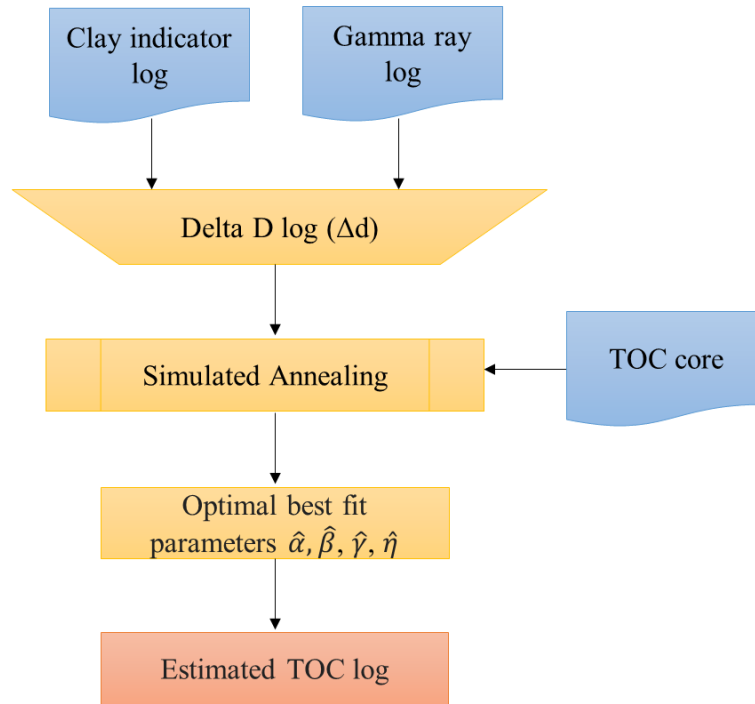 Clay indicator
log
Gamma ray
log
Delta D log (Δd)
Simulated Annealing
TOC core
Optimal best fit
parameters α̂, β̂, γ̂, η̂
Estimated TOC log